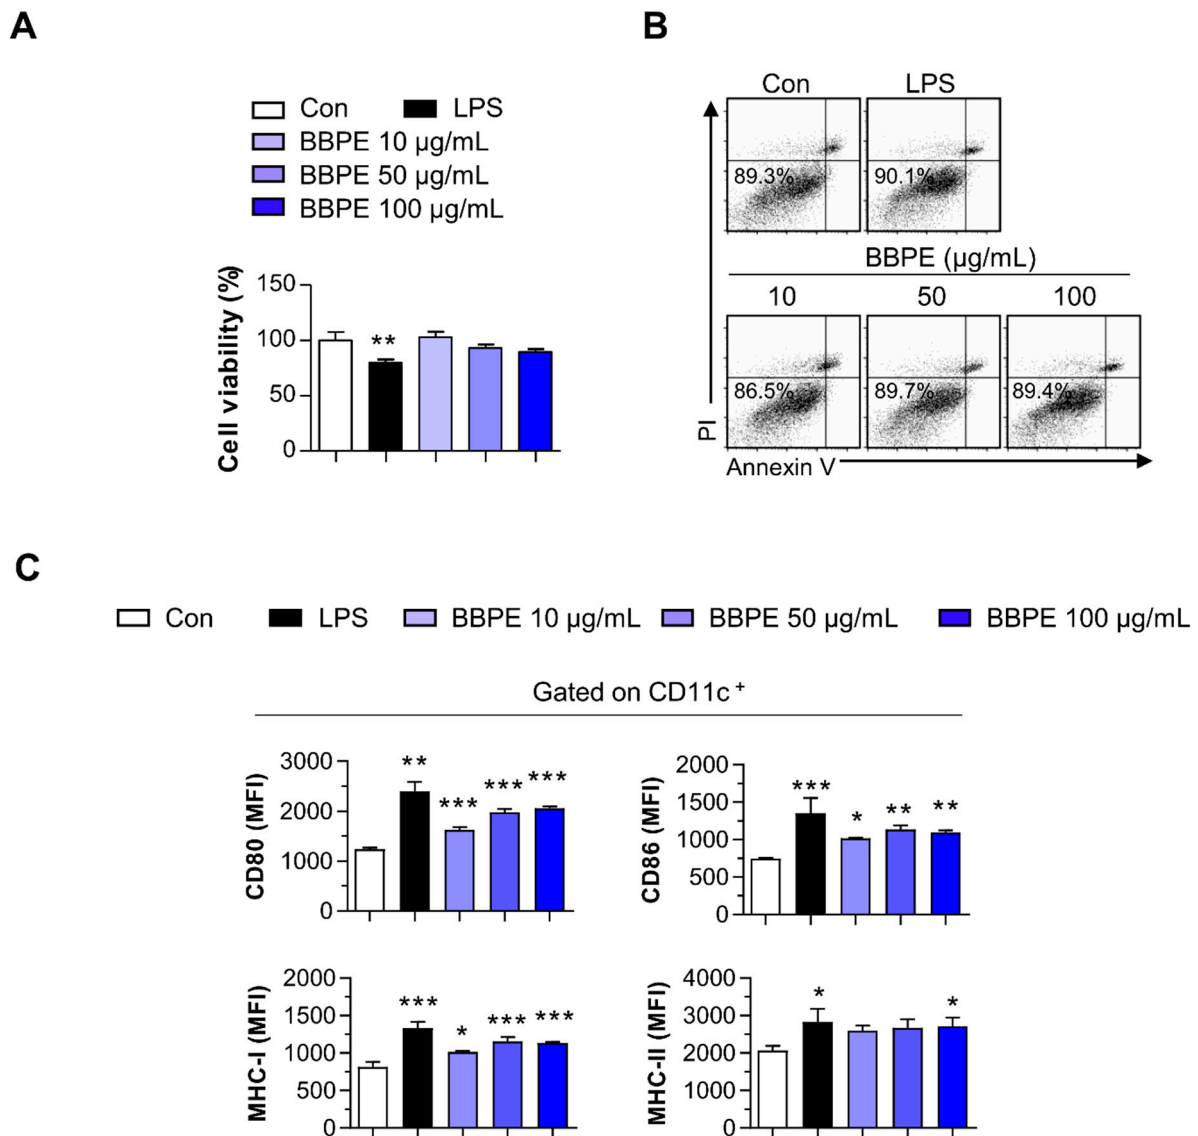 A
Con
LPS
BBPE 10 µg/mL
BBPE 50 µg/mL
BBPE 100 µg/mL
Cell viability (%)
150
100
50
0
**
B
Con
LPS
89.3%
90.1%
BBPE (µg/mL)
10
50
100
86.5%
89.7%
89.4%
PI
Annexin V
C
Con
LPS
BBPE 10 µg/mL
BBPE 50 µg/mL
BBPE 100 µg/mL
Gated on CD11c +
CD80 (MFI)
3000
2000
1000
0
**
***
***
***
CD86 (MFI)
2000
1500
1000
500
0
***
*
**
**
MHC-I (MFI)
2000
1500
1000
500
0
***
*
***
***
MHC-II (MFI)
4000
3000
2000
1000
0
*
*